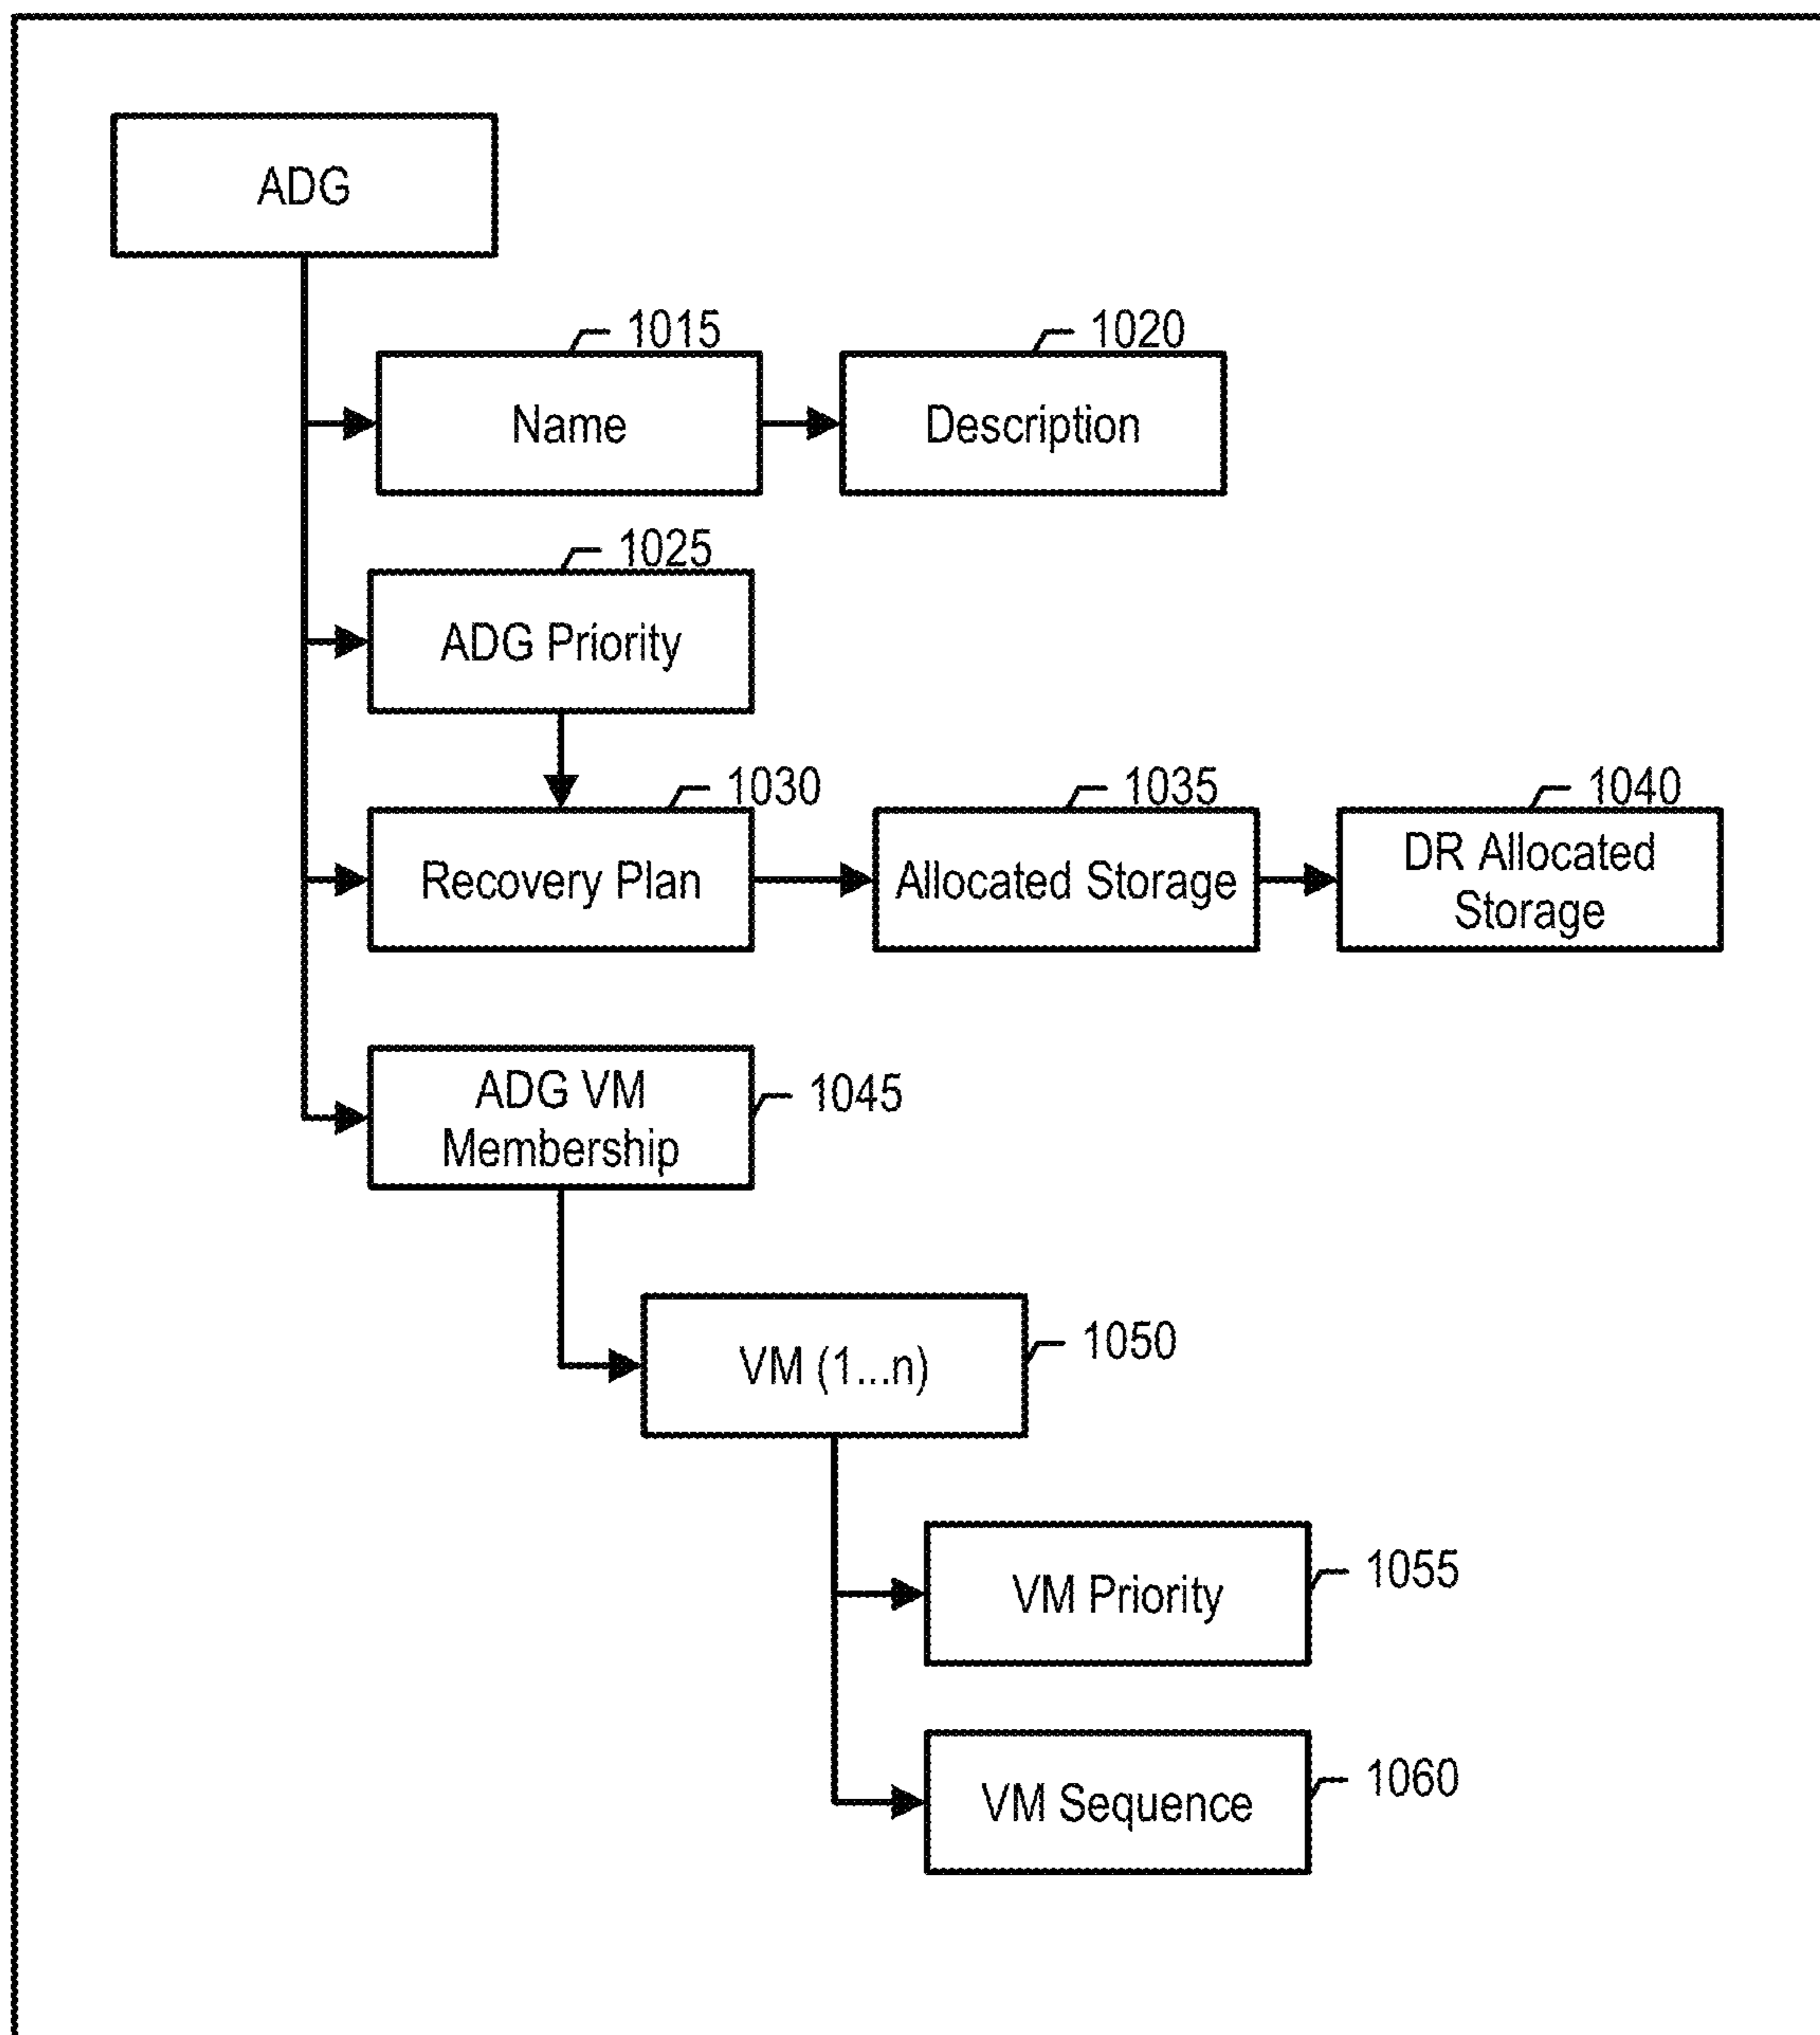 ADG
1015
Name
1020
Description
1025
ADG Priority
1030
Recovery Plan
1035
Allocated Storage
1040
DR Allocated
Storage
1045
ADG VM
Membership
1050
VM (1...n)
1055
VM Priority
1060
VM Sequence